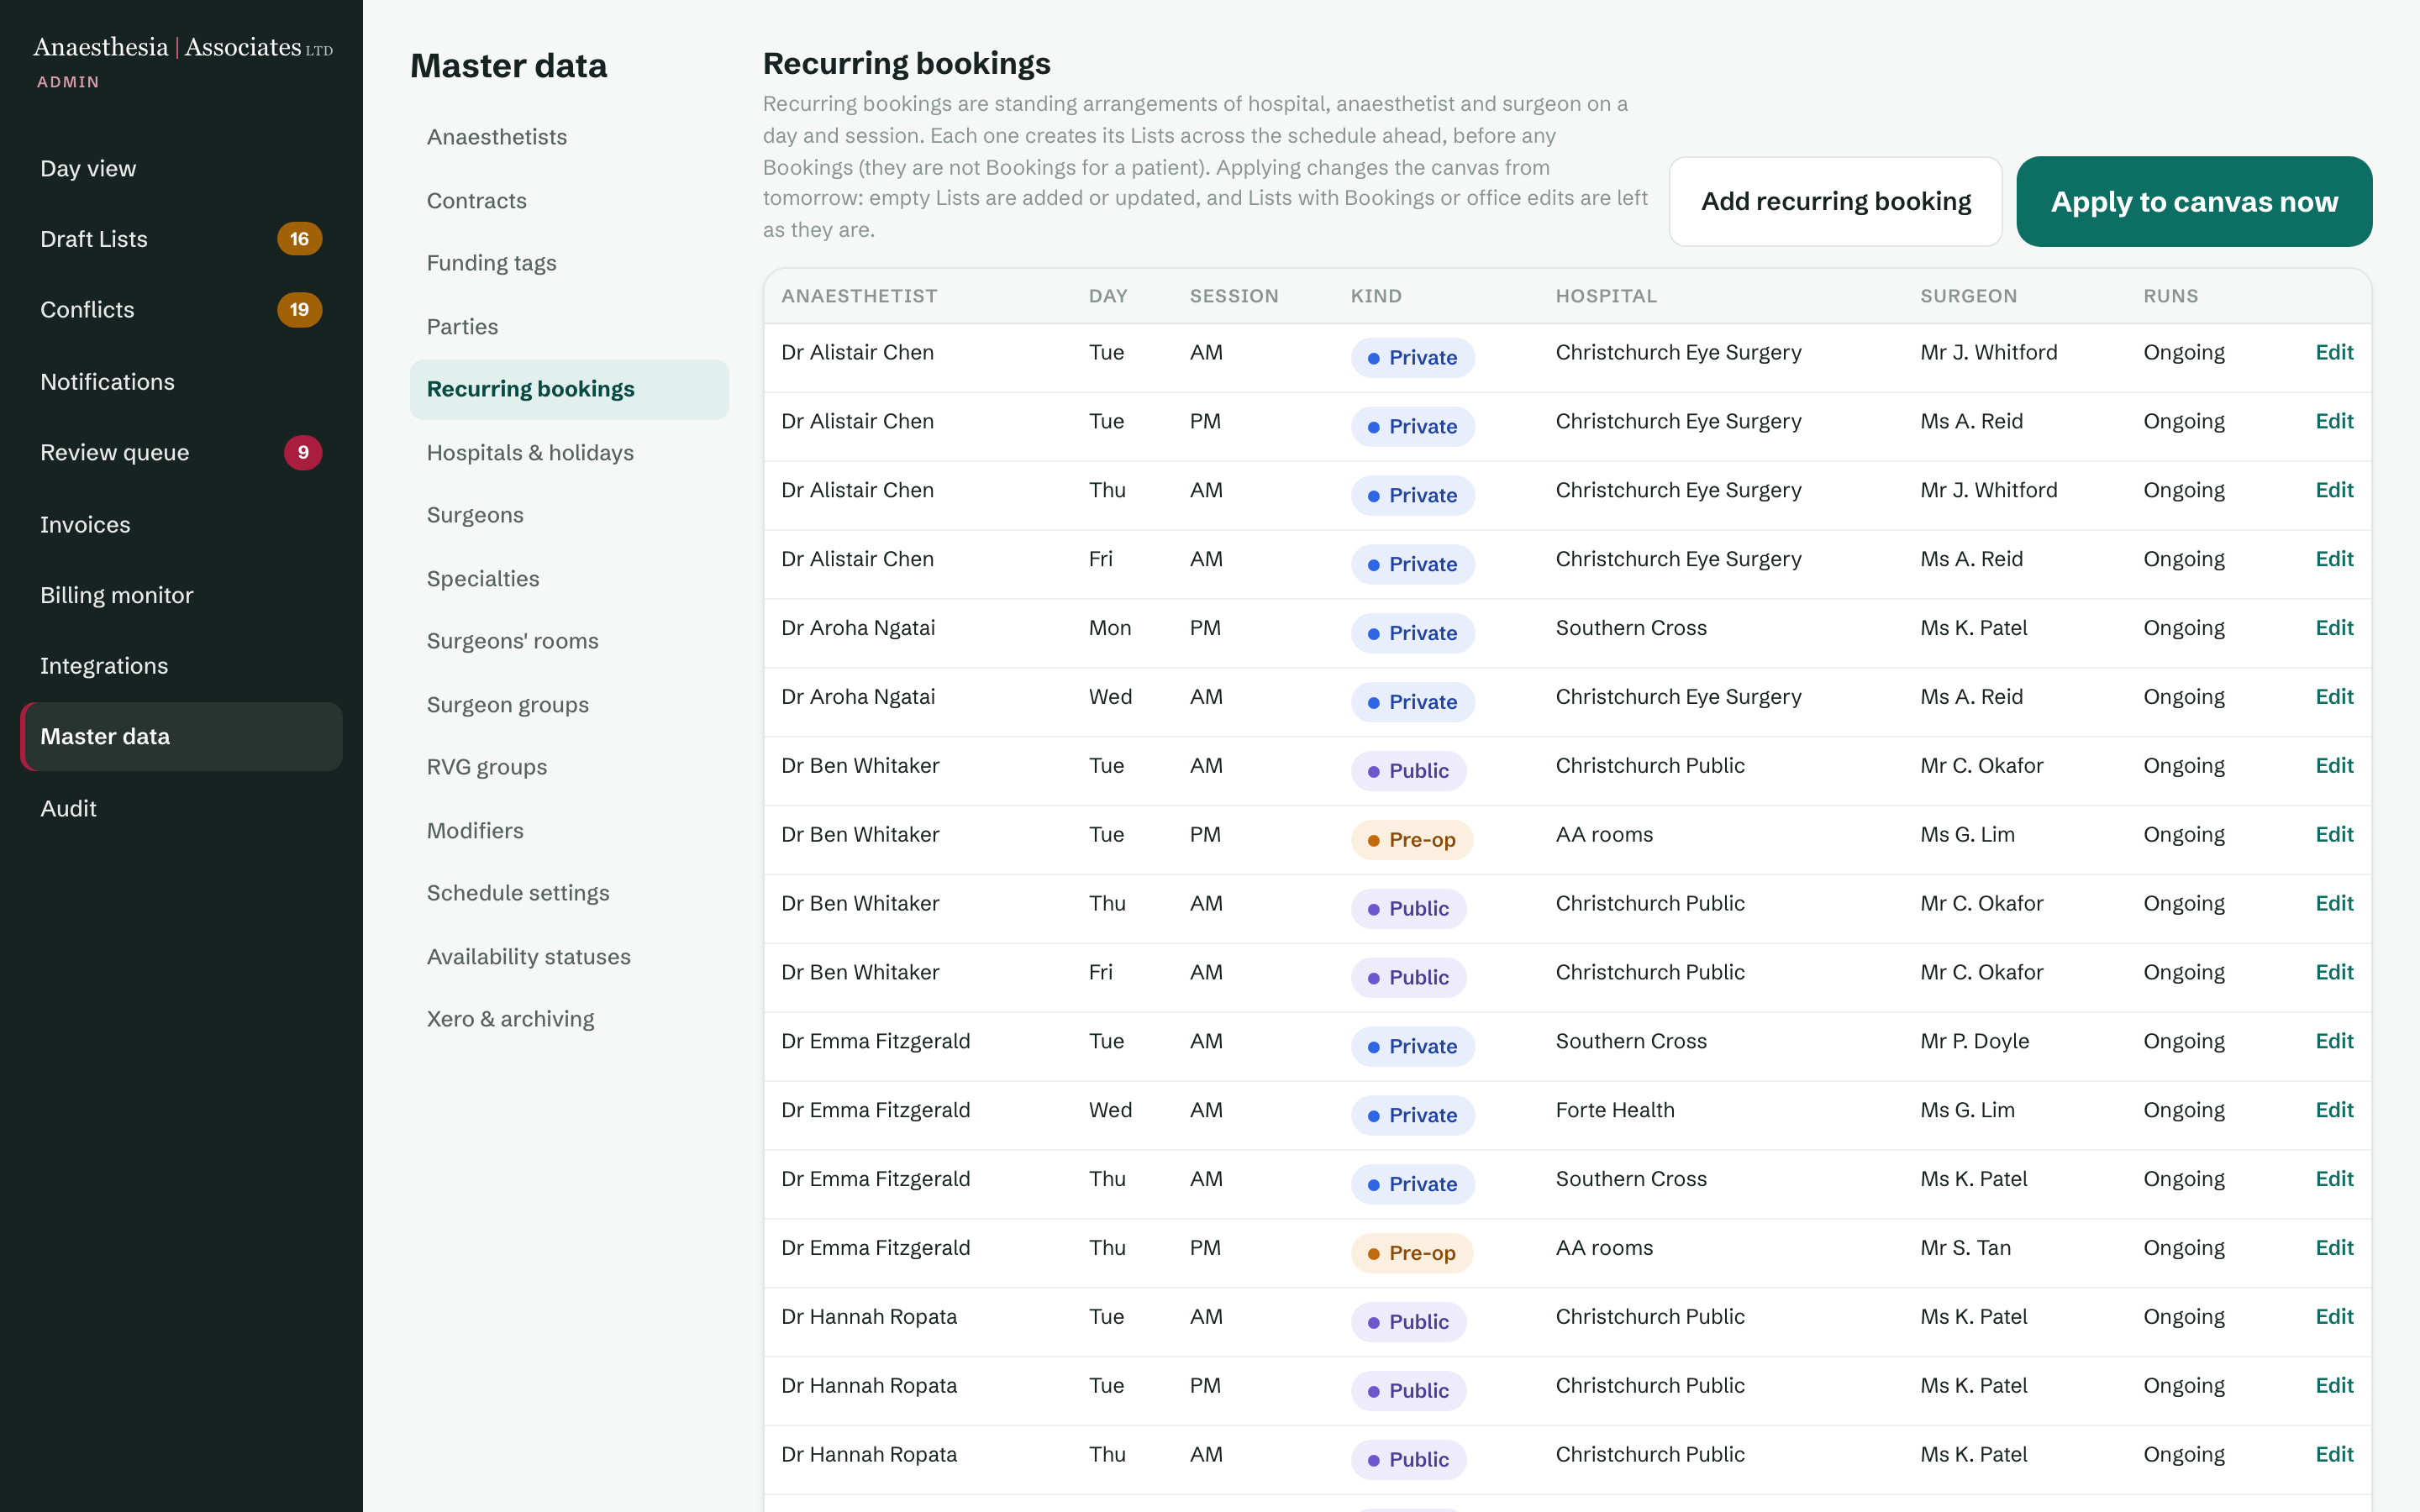 Anaesthesia | Associates LTD
ADMIN
Day view
Draft Lists 16
Conflicts 19
Notifications
Review queue 9
Invoices
Billing monitor
Integrations
Master data
Audit
Master data
Anaesthetists
Contracts
Funding tags
Parties
Recurring bookings
Hospitals & holidays
Surgeons
Specialties
Surgeons' rooms
Surgeon groups
RVG groups
Modifiers
Schedule settings
Availability statuses
Xero & archiving
Recurring bookings
Recurring bookings are standing arrangements of hospital, anaesthetist and surgeon on a
day and session. Each one creates its Lists across the schedule ahead, before any
Bookings (they are not Bookings for a patient). Applying changes the canvas from
tomorrow: empty Lists are added or updated, and Lists with Bookings or office edits are left
as they are.
Add recurring booking
Apply to canvas now
ANAESTHETIST DAY SESSION KIND HOSPITAL SURGEON RUNS
Dr Alistair Chen Tue AM Private Christchurch Eye Surgery Mr J. Whitford Ongoing Edit
Dr Alistair Chen Tue PM Private Christchurch Eye Surgery Ms A. Reid Ongoing Edit
Dr Alistair Chen Thu AM Private Christchurch Eye Surgery Mr J. Whitford Ongoing Edit
Dr Alistair Chen Fri AM Private Christchurch Eye Surgery Ms A. Reid Ongoing Edit
Dr Aroha Ngatai Mon PM Private Southern Cross Ms K. Patel Ongoing Edit
Dr Aroha Ngatai Wed AM Private Christchurch Eye Surgery Ms A. Reid Ongoing Edit
Dr Ben Whitaker Tue AM Public Christchurch Public Mr C. Okafor Ongoing Edit
Dr Ben Whitaker Tue PM Pre-op AA rooms Ms G. Lim Ongoing Edit
Dr Ben Whitaker Thu AM Public Christchurch Public Mr C. Okafor Ongoing Edit
Dr Ben Whitaker Fri AM Public Christchurch Public Mr C. Okafor Ongoing Edit
Dr Emma Fitzgerald Tue AM Private Southern Cross Mr P. Doyle Ongoing Edit
Dr Emma Fitzgerald Wed AM Private Forte Health Ms G. Lim Ongoing Edit
Dr Emma Fitzgerald Thu AM Private Southern Cross Ms K. Patel Ongoing Edit
Dr Emma Fitzgerald Thu PM Pre-op AA rooms Mr S. Tan Ongoing Edit
Dr Hannah Ropata Tue AM Public Christchurch Public Ms K. Patel Ongoing Edit
Dr Hannah Ropata Tue PM Public Christchurch Public Ms K. Patel Ongoing Edit
Dr Hannah Ropata Thu AM Public Christchurch Public Ms K. Patel Ongoing Edit